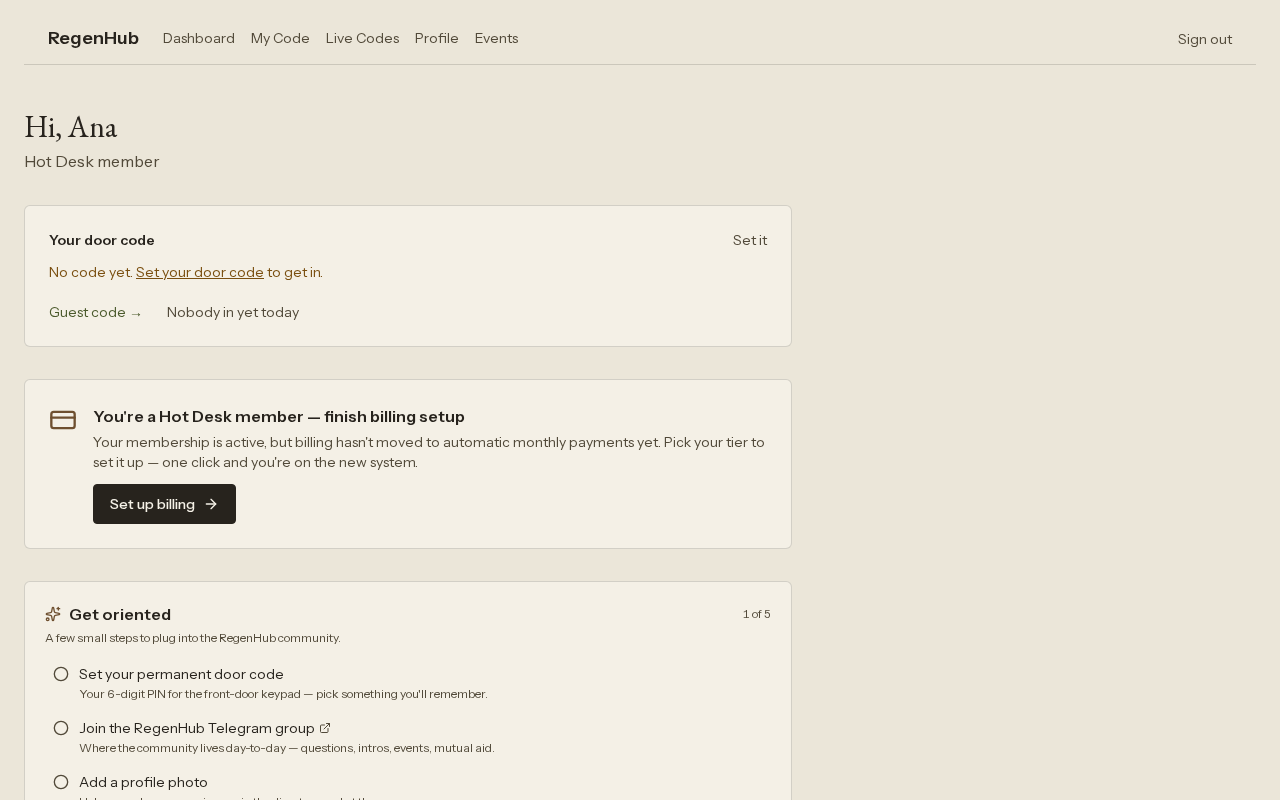 RegenHub Dashboard My Code Live Codes Profile Events Sign out
Hi, Ana
Hot Desk member
Your door code Set it
No code yet. Set your door code to get in.
Guest code → Nobody in yet today
You're a Hot Desk member — finish billing setup
Your membership is active, but billing hasn't moved to automatic monthly payments yet. Pick your tier to
set it up — one click and you're on the new system.
Set up billing →
Get oriented 1 of 5
A few small steps to plug into the RegenHub community.
Set your permanent door code
Your 6-digit PIN for the front-door keypad — pick something you'll remember.
Join the RegenHub Telegram group
Where the community lives day-to-day — questions, intros, events, mutual aid.
Add a profile photo